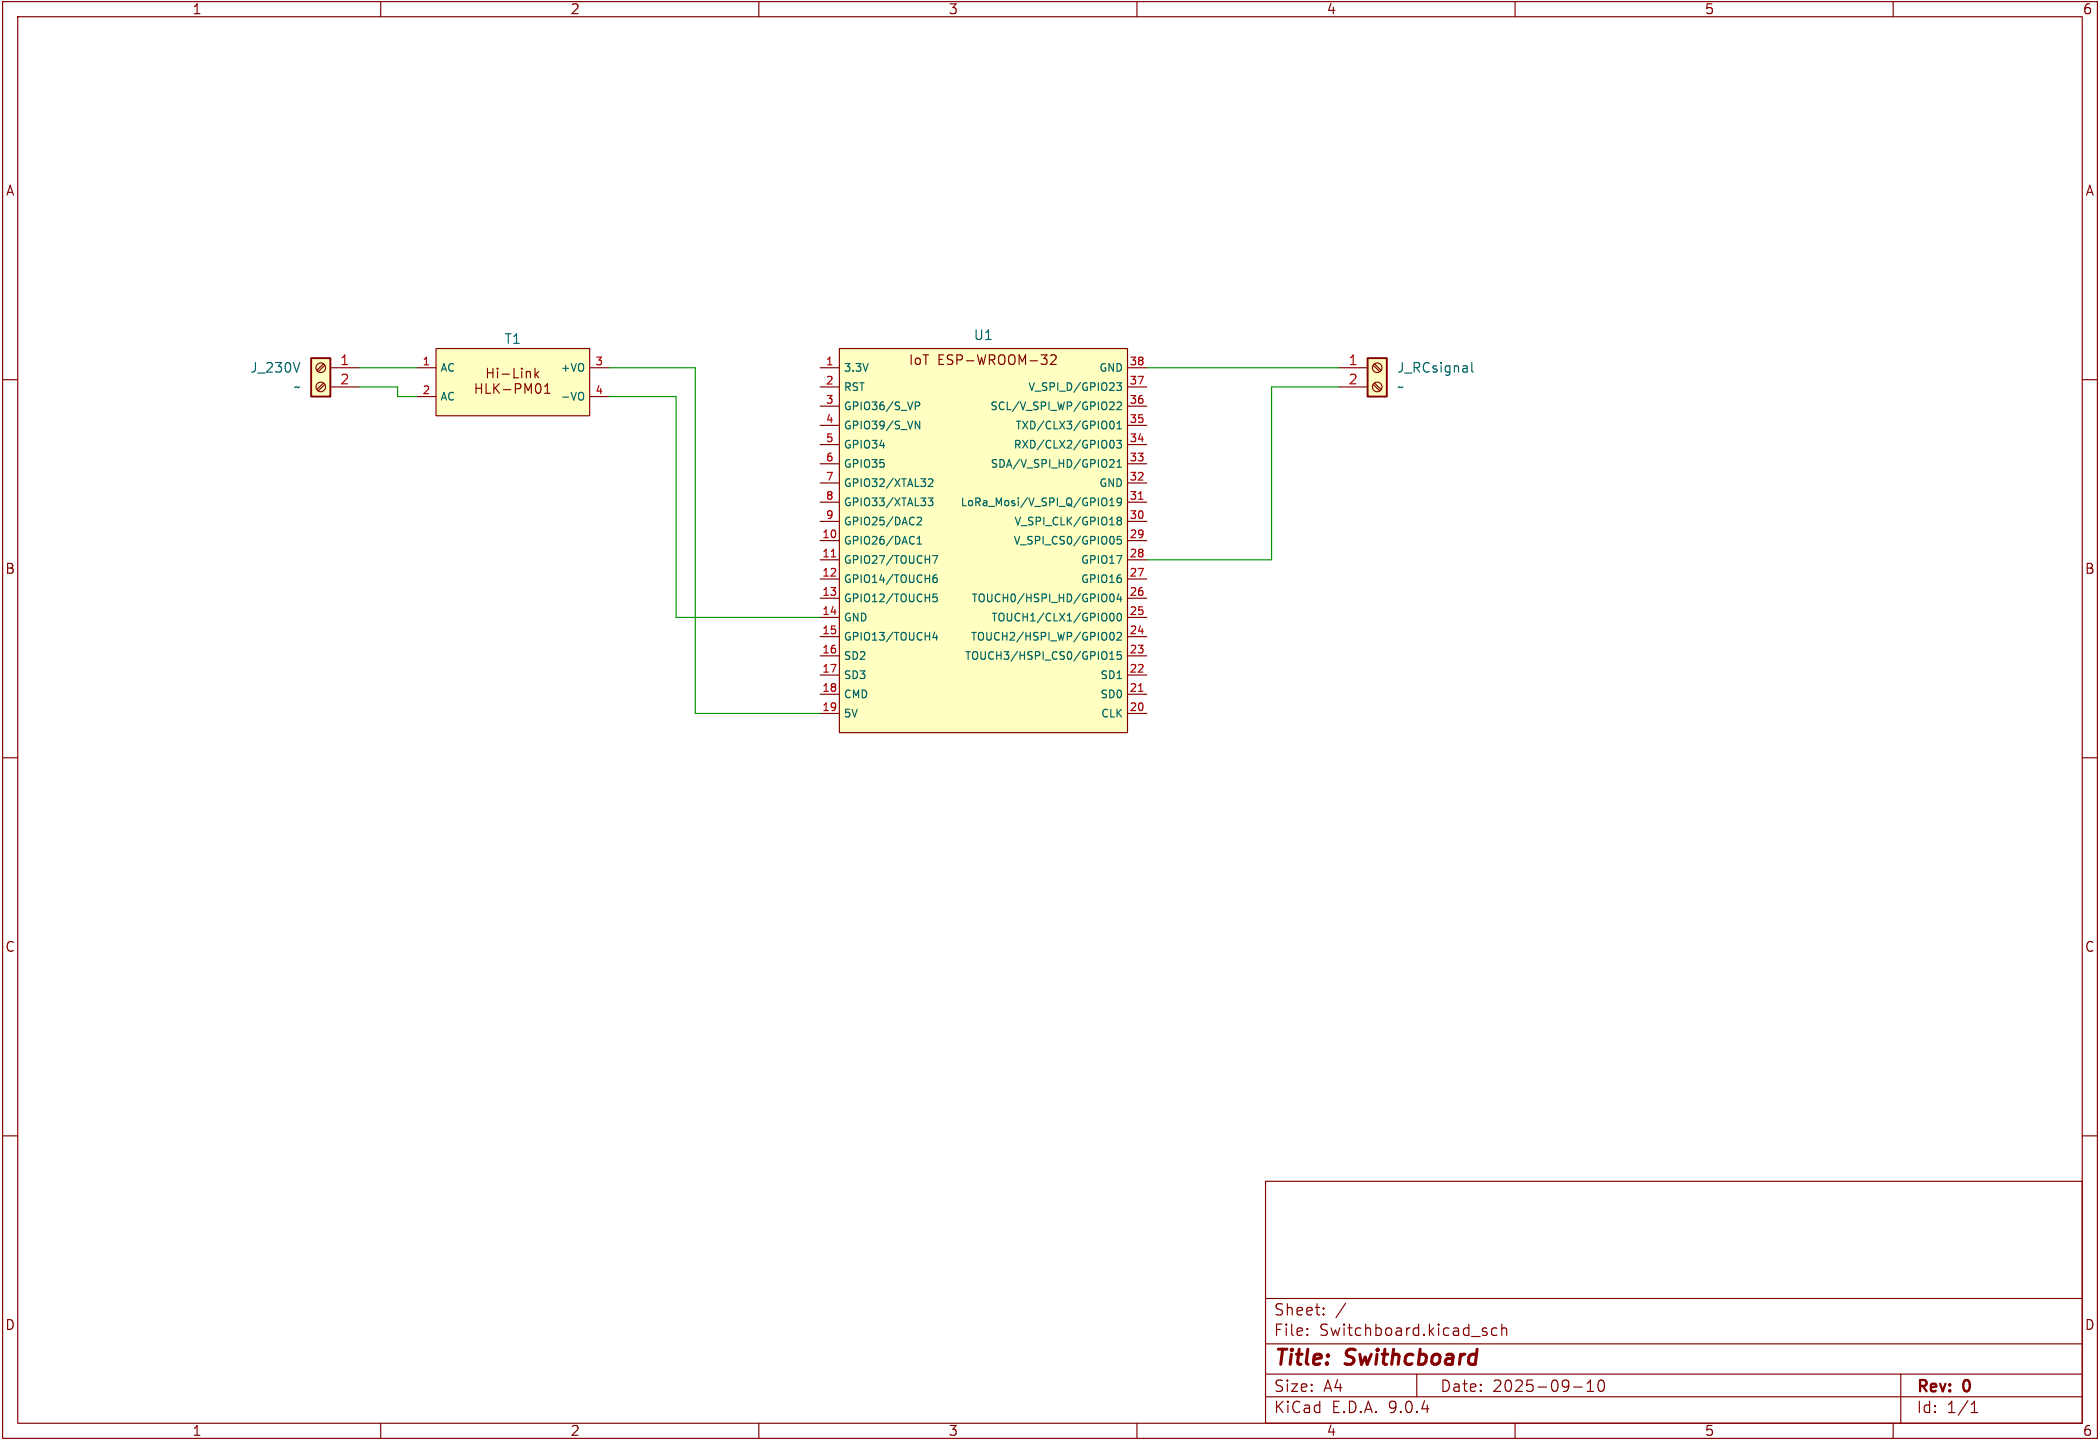 1 2 3 4 5 6
A A
B B
C C
D D
J_230V
~
1
2
T1
1 AC
2 AC
Hi-Link
HLK-PM01
+VO 3
-VO 4
U1
IoT ESP-WROOM-32
1 3.3V
2 RST
3 GPIO36/S_VP
4 GPIO39/S_VN
5 GPIO34
6 GPIO35
7 GPIO32/XTAL32
8 GPIO33/XTAL33
9 GPIO25/DAC2
10 GPIO26/DAC1
11 GPIO27/TOUCH7
12 GPIO14/TOUCH6
13 GPIO12/TOUCH5
14 GND
15 GPIO13/TOUCH4
16 SD2
17 SD3
18 CMD
19 5V
GND 38
V_SPI_D/GPIO23 37
SCL/V_SPI_WP/GPIO22 36
TXD/CLX3/GPIO01 35
RXD/CLX2/GPIO03 34
SDA/V_SPI_HD/GPIO21 33
GND 32
LoRa_Mosi/V_SPI_Q/GPIO19 31
V_SPI_CLK/GPIO18 30
V_SPI_CS0/GPIO05 29
GPIO17 28
GPIO16 27
TOUCH0/HSPI_HD/GPIO04 26
TOUCH1/CLX1/GPIO00 25
TOUCH2/HSPI_WP/GPIO02 24
TOUCH3/HSPI_CS0/GPIO15 23
SD1 22
SD0 21
CLK 20
1
2
J_RCsignal
~
Sheet: /
File: Switchboard.kicad_sch
Title: Swithcboard
Size: A4 Date: 2025-09-10 Rev: 0
KiCad E.D.A. 9.0.4 Id: 1/1
1 2 3 4 5 6